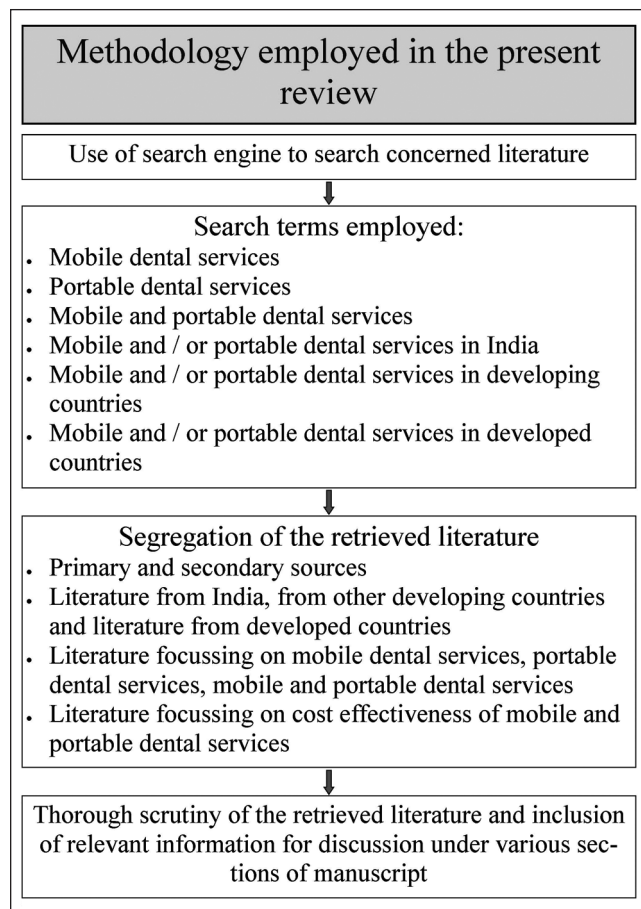 Methodology employed in the present
review
Use of search engine to search concerned literature
Search terms employed:
• Mobile dental services
• Portable dental services
• Mobile and portable dental services
• Mobile and / or portable dental services in India
• Mobile and / or portable dental services in developing
countries
• Mobile and / or portable dental services in developed
countries
Segregation of the retrieved literature
• Primary and secondary sources
• Literature from India, from other developing countries
and literature from developed countries
• Literature focussing on mobile dental services, portable
dental services, mobile and portable dental services
• Literature focussing on cost effectiveness of mobile and
portable dental services
Thorough scrutiny of the retrieved literature and inclusion
of relevant information for discussion under various sec-
tions of manuscript